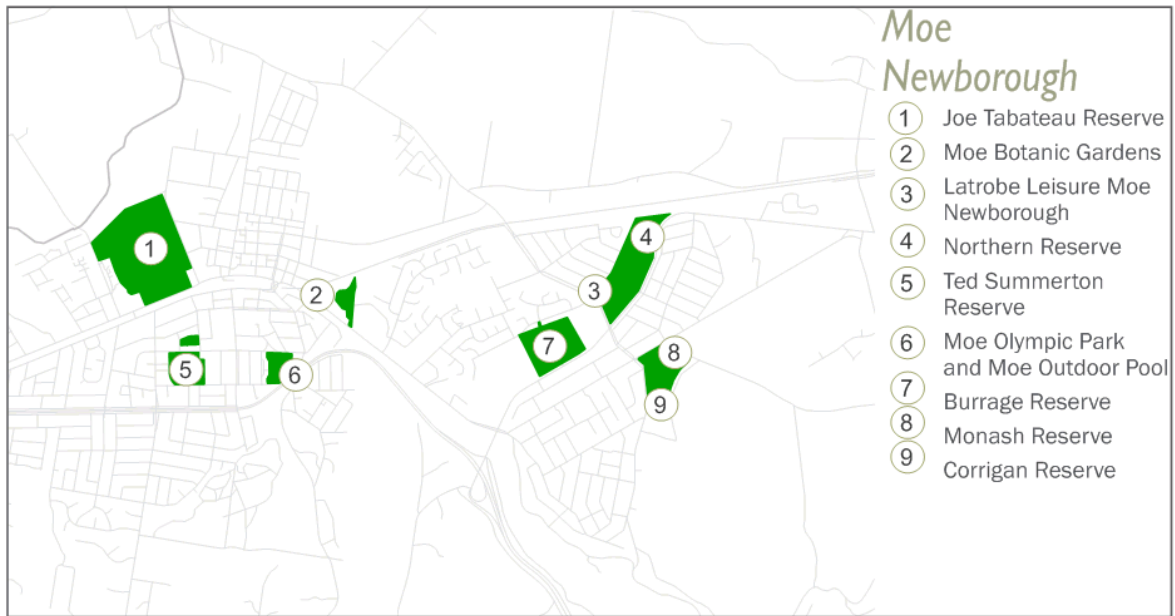 Moe
Newborough
1 Joe Tabateau Reserve
2 Moe Botanic Gardens
3 Latrobe Leisure Moe
Newborough
4 Northern Reserve
5 Ted Summerton
Reserve
6 Moe Olympic Park
and Moe Outdoor Pool
7 Burrage Reserve
8 Monash Reserve
9 Corrigan Reserve
1
4
3
2
7
8
5
6
9